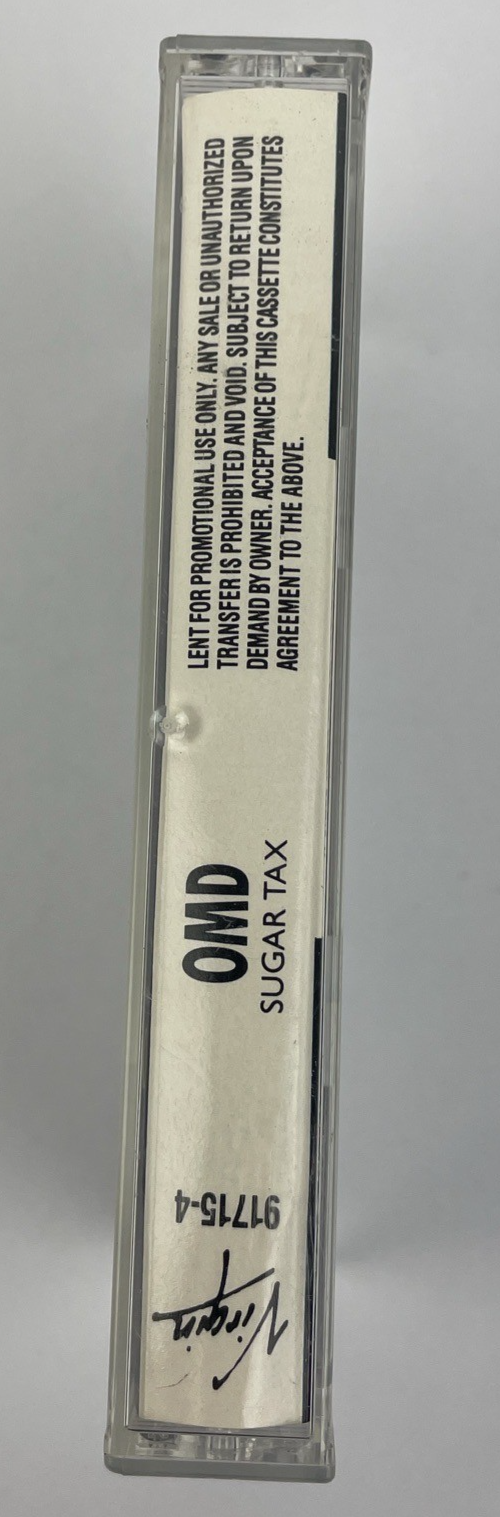 LENT FOR PROMOTIONAL USE ONLY. ANY SALE OR UNAUTHORIZED
TRANSFER IS PROHIBITED AND VOID. SUBJECT TO RETURN UPON
DEMAND BY OWNER. ACCEPTANCE OF THIS CASSETTE CONSTITUTES
AGREEMENT TO THE ABOVE.
OMD
SUGAR TAX
91715-4
Virgin